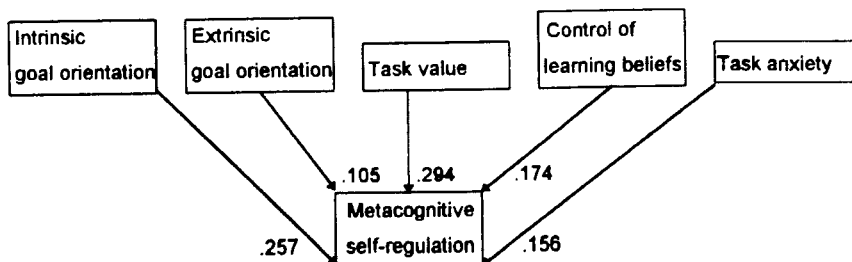 Intrinsic
goal orientation
Extrinsic
goal orientation
Task value
Control of
learning beliefs
Task anxiety
.105
.294
.174
Metacognitive
self-regulation
.257
.156